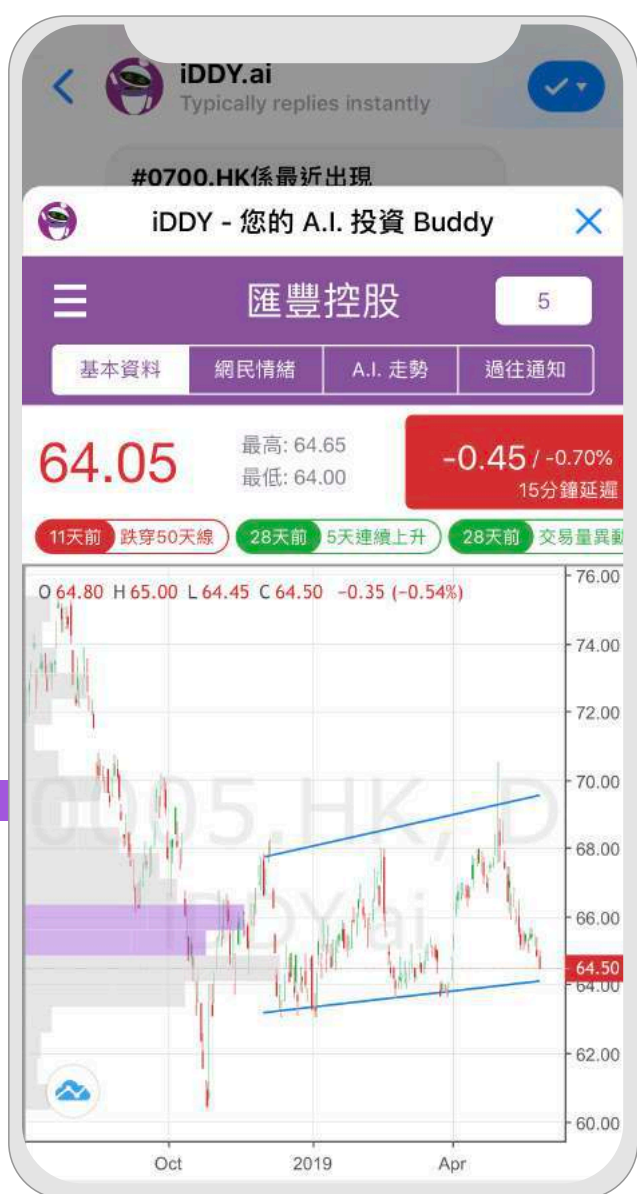 iDDY.ai
Typically replies instantly
#0700.HK係最近出現
iDDY - 您的 A.I. 投資 Buddy
匯豐控股
5
基本資料 網民情緒 A.I. 走勢 過往通知
64.05
最高: 64.65
最低: 64.00
-0.45 / -0.70%
15分鐘延遲
11天前 跌穿50天線 28天前 5天連續上升 28天前 交易量異動
O 64.80 H 65.00 L 64.45 C 64.50 -0.35 (-0.54%)
76.00
74.00
72.00
70.00
0005.HK, D
68.00
iDDY.ai
66.00
64.50
64.00
62.00
60.00
Oct 2019 Apr